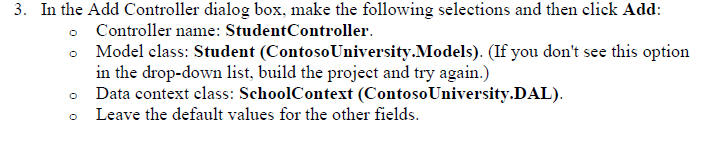 3. In the Add Controller dialog box, make the following selections and then click Add:
o Controller name: StudentController.
o Model class: Student (ContosoUniversity.Models). (If you don't see this option
in the drop-down list, build the project and try again.)
o Data context class: SchoolContext (ContosoUniversity.DAL).
o Leave the default values for the other fields.